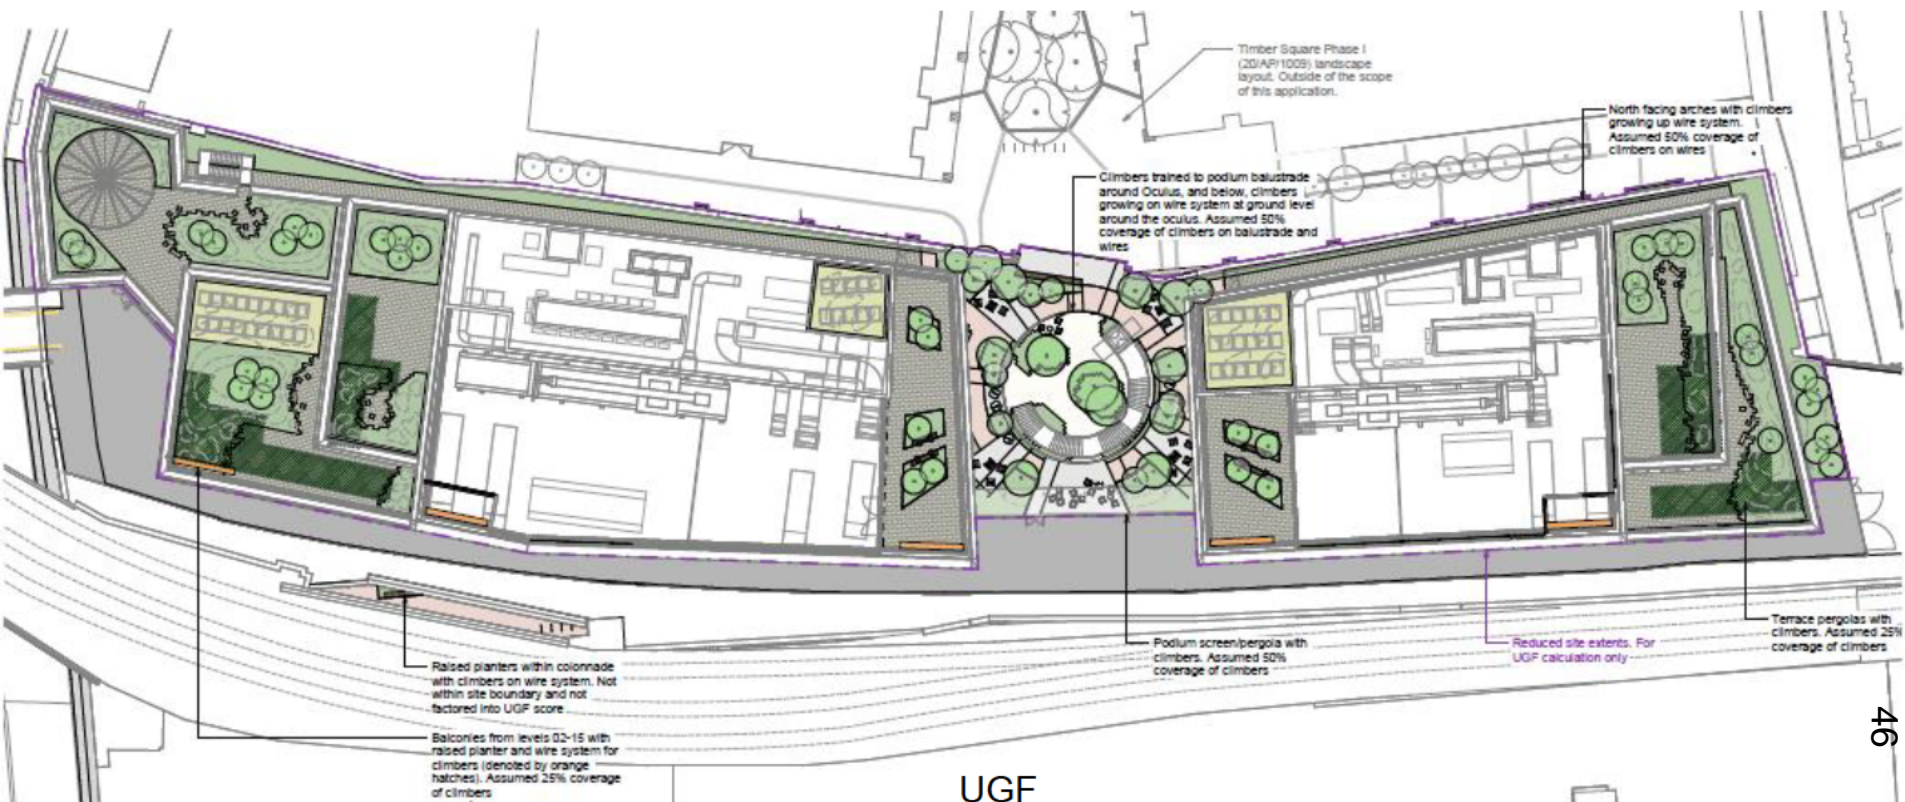 Timber Square Phase I
(20/AP/1009) landscape
layout. Outside of the scope
of this application.
North facing arches with climbers
growing up wire system.
Assumed 50% coverage of
climbers on wires
Climbers trained to podium balustrade
around Oculus, and below, climbers
growing on wire system at ground level
around the oculus. Assumed 50%
coverage of climbers on balustrade and
wires
Raised planters within colonnade
with climbers on wire system. Not
within site boundary and not
factored into UGF score
Balconies from levels 02-15 with
raised planter and wire system for
climbers (denoted by orange
hatches). Assumed 25% coverage
of climbers
Podium screen/pergola with
climbers. Assumed 50%
coverage of climbers
Reduced site extents. For
UGF calculation only
Terrace pergolas with
climbers. Assumed 25%
coverage of climbers
46
UGF